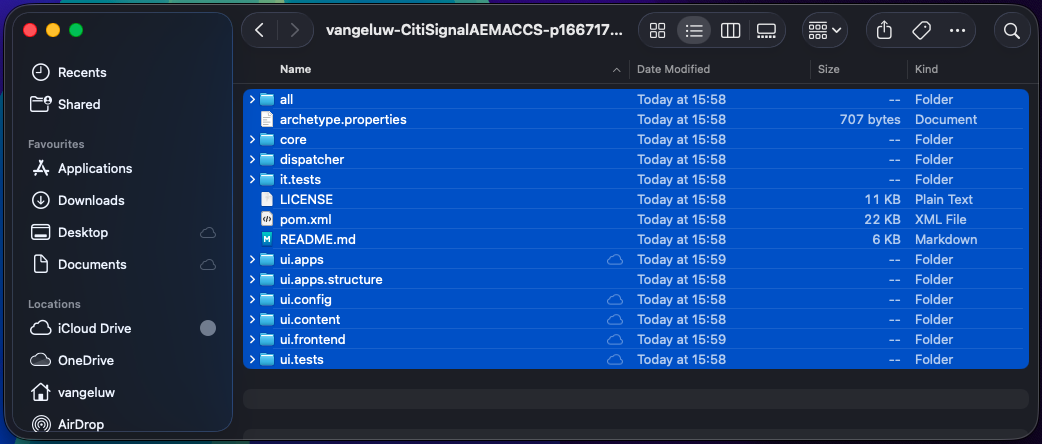 vangeluw-CitiSignalAEMACCS-p166717...
Recents
Shared
Favourites
Applications
Downloads
Desktop
Documents
Locations
iCloud Drive
OneDrive
vangeluw
AirDrop
Name Date Modified Size Kind
all Today at 15:58 -- Folder
archetype.properties Today at 15:58 707 bytes Document
core Today at 15:58 -- Folder
dispatcher Today at 15:58 -- Folder
it.tests Today at 15:58 -- Folder
LICENSE Today at 15:58 11 KB Plain Text
pom.xml Today at 15:58 22 KB XML File
README.md Today at 15:58 6 KB Markdown
ui.apps Today at 15:59 -- Folder
ui.apps.structure Today at 15:58 -- Folder
ui.config Today at 15:58 -- Folder
ui.content Today at 15:58 -- Folder
ui.frontend Today at 15:59 -- Folder
ui.tests Today at 15:58 -- Folder